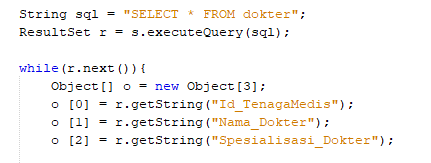 String sql = "SELECT * FROM dokter";
ResultSet r = s.executeQuery(sql);
while(r.next()){
Object[] o = new Object[3];
o [0] = r.getString("Id_TenagaMedis");
o [1] = r.getString("Nama_Dokter");
o [2] = r.getString("Spesialisasi_Dokter");